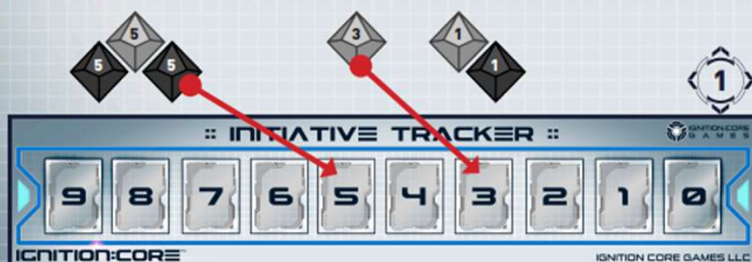 5
5 5
3
1
1
1
:: INITIATIVE TRACKER ::
IGNITION:CORE GAMES
9 8 7 6 5 4 3 2 1 0
IGNITION:CORE™
IGNITION CORE GAMES LLC